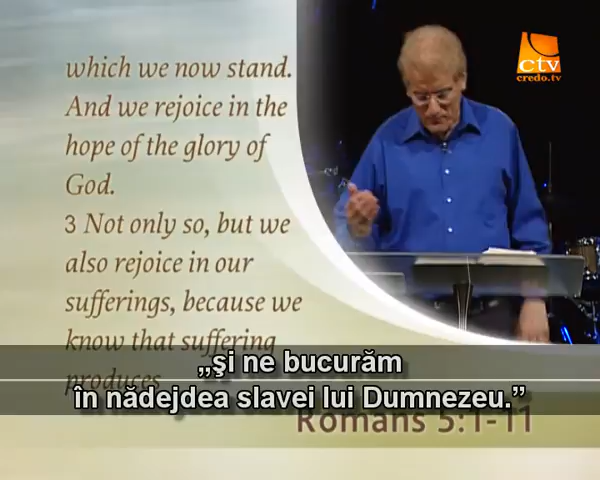 which we now stand.
And we rejoice in the
hope of the glory of
God.
3 Not only so, but we
also rejoice in our
sufferings, because we
know that suffering
produces
„şi ne bucurăm
în nădejdea slavei lui Dumnezeu.”
Romans 5:1-11
ctv
credo.tv